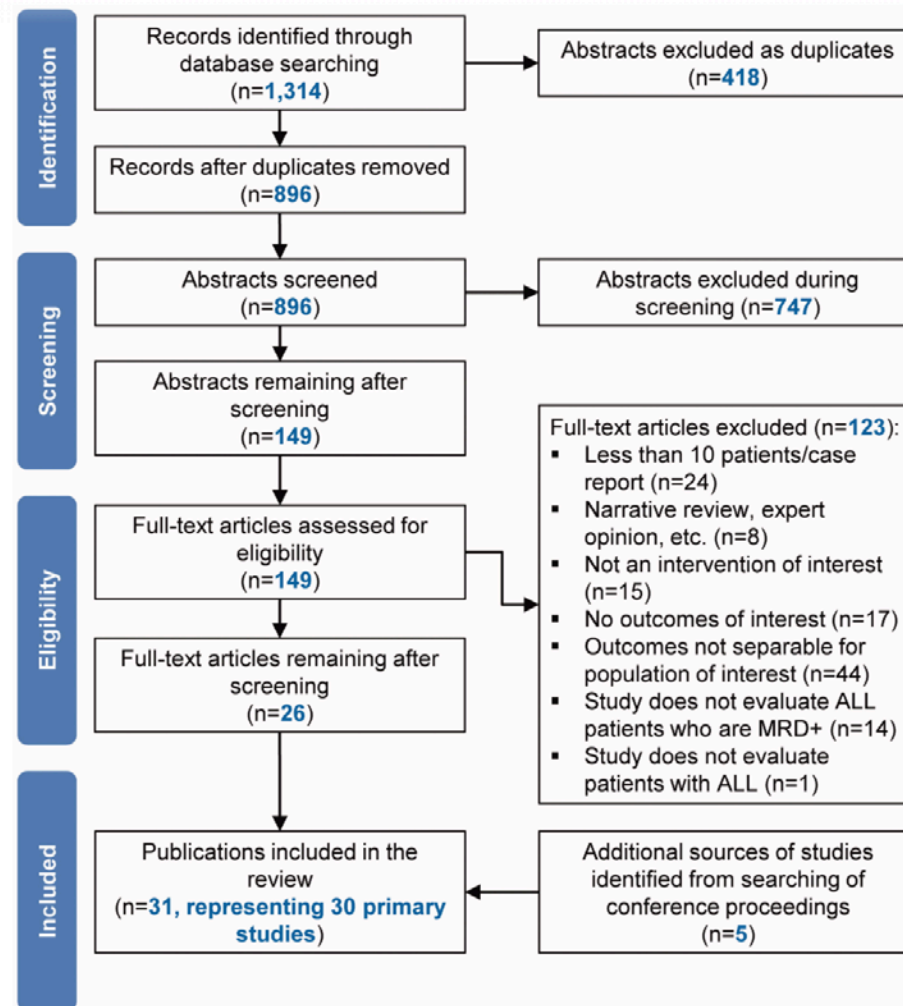 Identification
Records identified through
database searching
(n=1,314)
Abstracts excluded as duplicates
(n=418)
Records after duplicates removed
(n=896)
Screening
Abstracts screened
(n=896)
Abstracts excluded during
screening (n=747)
Abstracts remaining after
screening
(n=149)
Eligibility
Full-text articles assessed for
eligibility
(n=149)
Full-text articles excluded (n=123):
▪ Less than 10 patients/case
report (n=24)
▪ Narrative review, expert
opinion, etc. (n=8)
▪ Not an intervention of interest
(n=15)
▪ No outcomes of interest (n=17)
▪ Outcomes not separable for
population of interest (n=44)
▪ Study does not evaluate ALL
patients who are MRD+ (n=14)
▪ Study does not evaluate
patients with ALL (n=1)
Full-text articles remaining after
screening
(n=26)
Included
Publications included in the
review
(n=31, representing 30 primary
studies)
Additional sources of studies
identified from searching of
conference proceedings
(n=5)